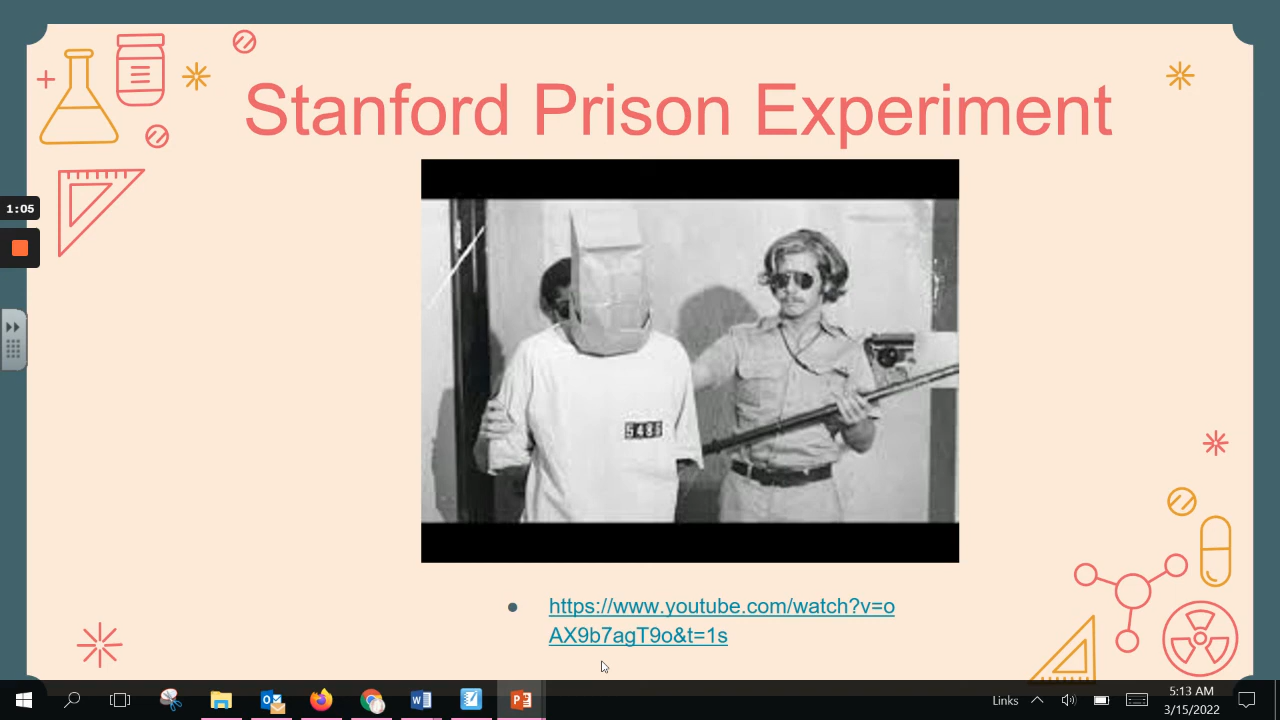 Stanford Prison Experiment
1:05
https://www.youtube.com/watch?v=o
AX9b7agT9o&t=1s
Links
5:13 AM
3/15/2022